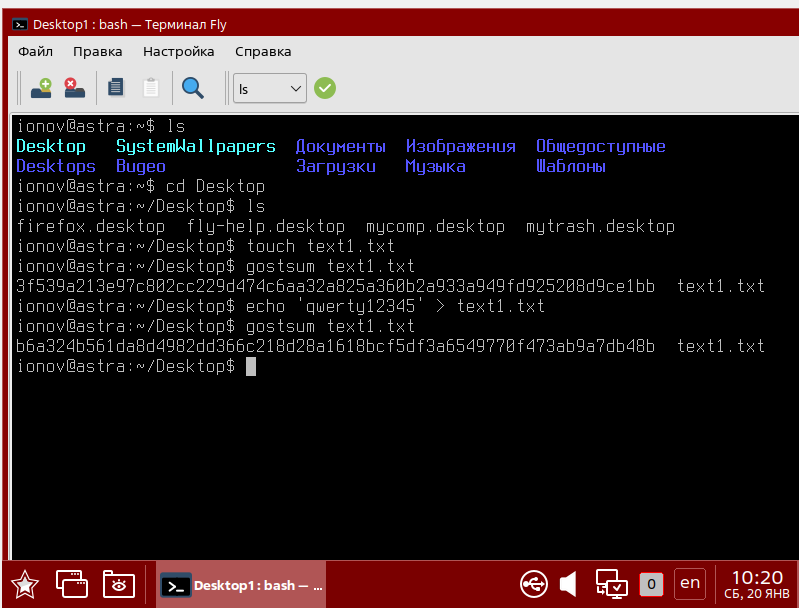 Desktop1 : bash — Терминал Fly
Файл Правка Настройка Справка
ls
ionov@astra:~$ ls
Desktop SystemWallpapers Документы Изображения Общедоступные
Desktops Видео Загрузки Музыка Шаблоны
ionov@astra:~$ cd Desktop
ionov@astra:~/Desktop$ ls
firefox.desktop fly-help.desktop mycomp.desktop mytrash.desktop
ionov@astra:~/Desktop$ touch text1.txt
ionov@astra:~/Desktop$ gostsum text1.txt
3f539a213e97c802cc229d474c6aa32a825a360b2a933a949fd925208d9ce1bb text1.txt
ionov@astra:~/Desktop$ echo 'qwerty12345' > text1.txt
ionov@astra:~/Desktop$ gostsum text1.txt
b6a324b561da8d4982dd366c218d28a1618bcf5df3a6549770f473ab9a7db48b text1.txt
ionov@astra:~/Desktop$
Desktop1 : bash — ...
0
en
10:20
СБ, 20 ЯНВ